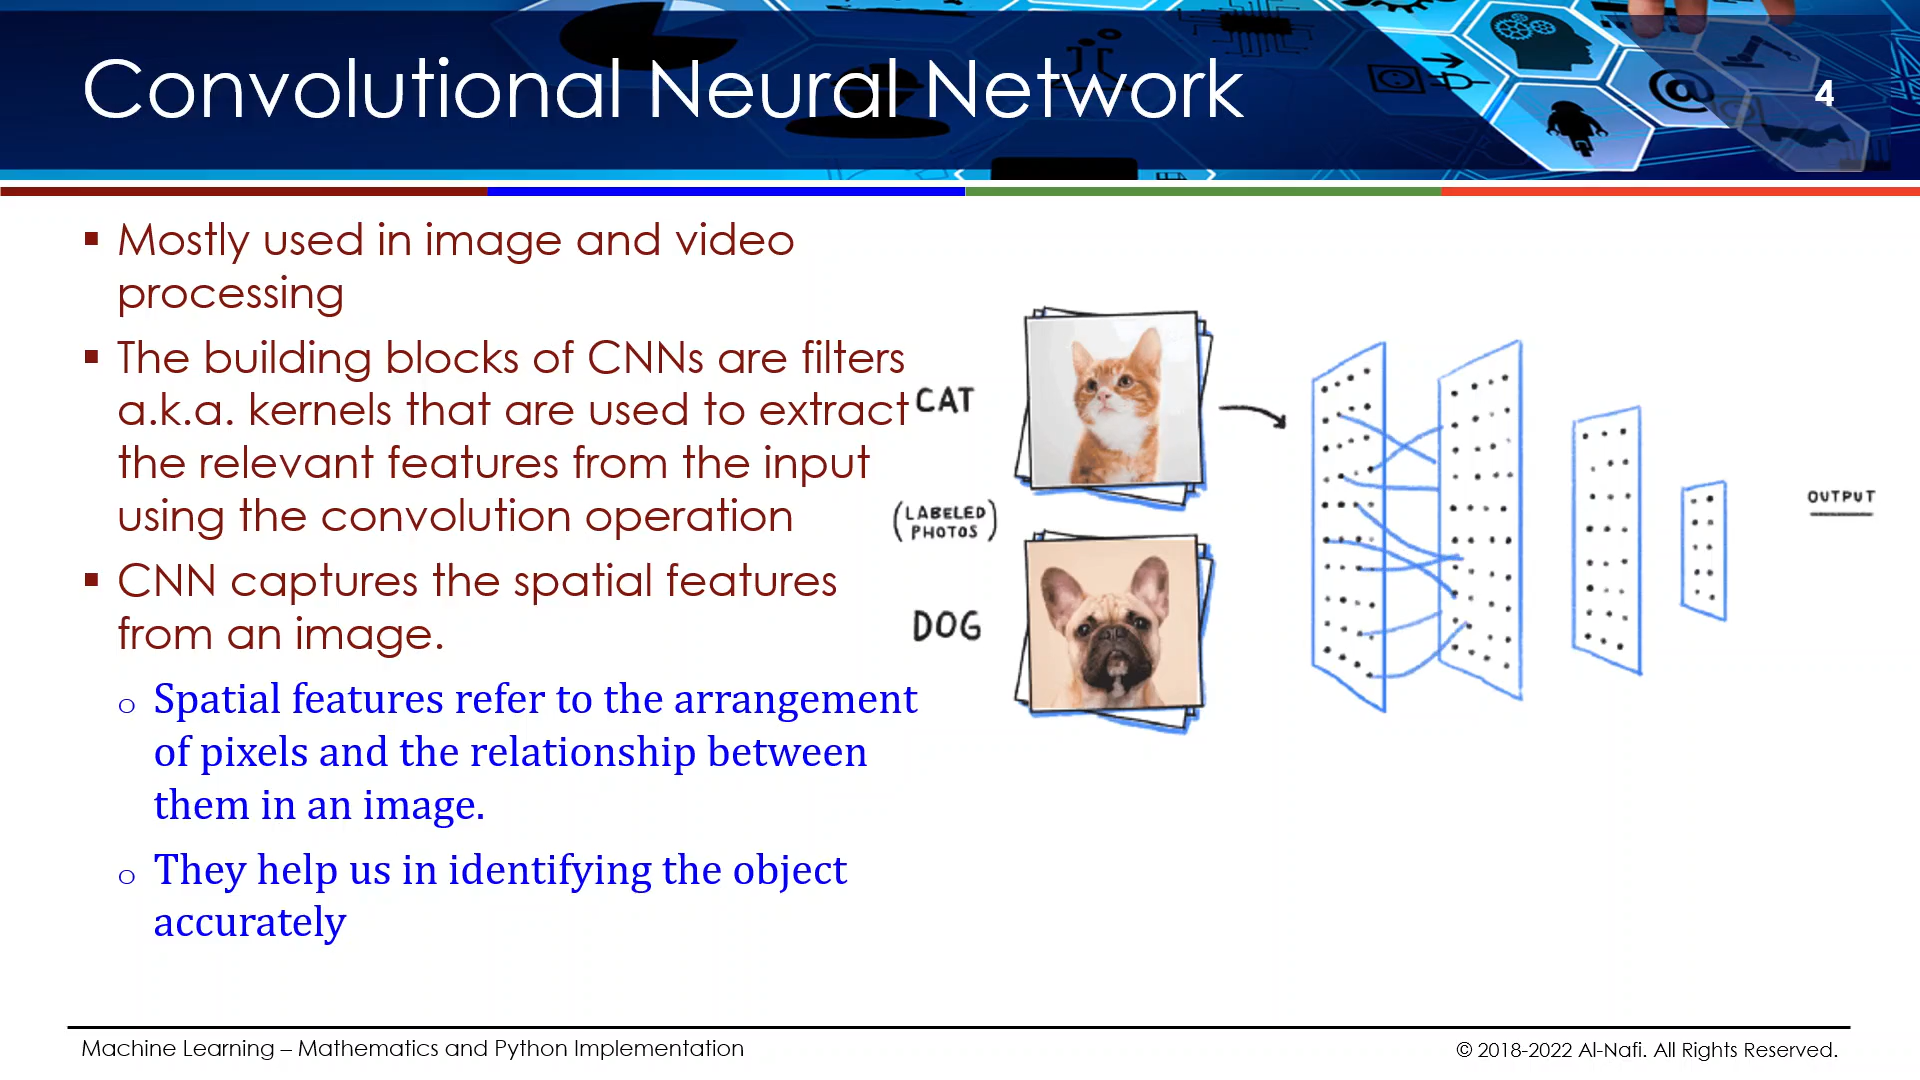 Convolutional Neural Network
4
▪ Mostly used in image and video
processing
▪ The building blocks of CNNs are filters
a.k.a. kernels that are used to extract
the relevant features from the input
using the convolution operation
▪ CNN captures the spatial features
from an image.
o Spatial features refer to the arrangement
of pixels and the relationship between
them in an image.
o They help us in identifying the object
accurately
CAT
(LABELED
PHOTOS)
DOG
OUTPUT
Machine Learning – Mathematics and Python Implementation
© 2018-2022 Al-Nafi. All Rights Reserved.